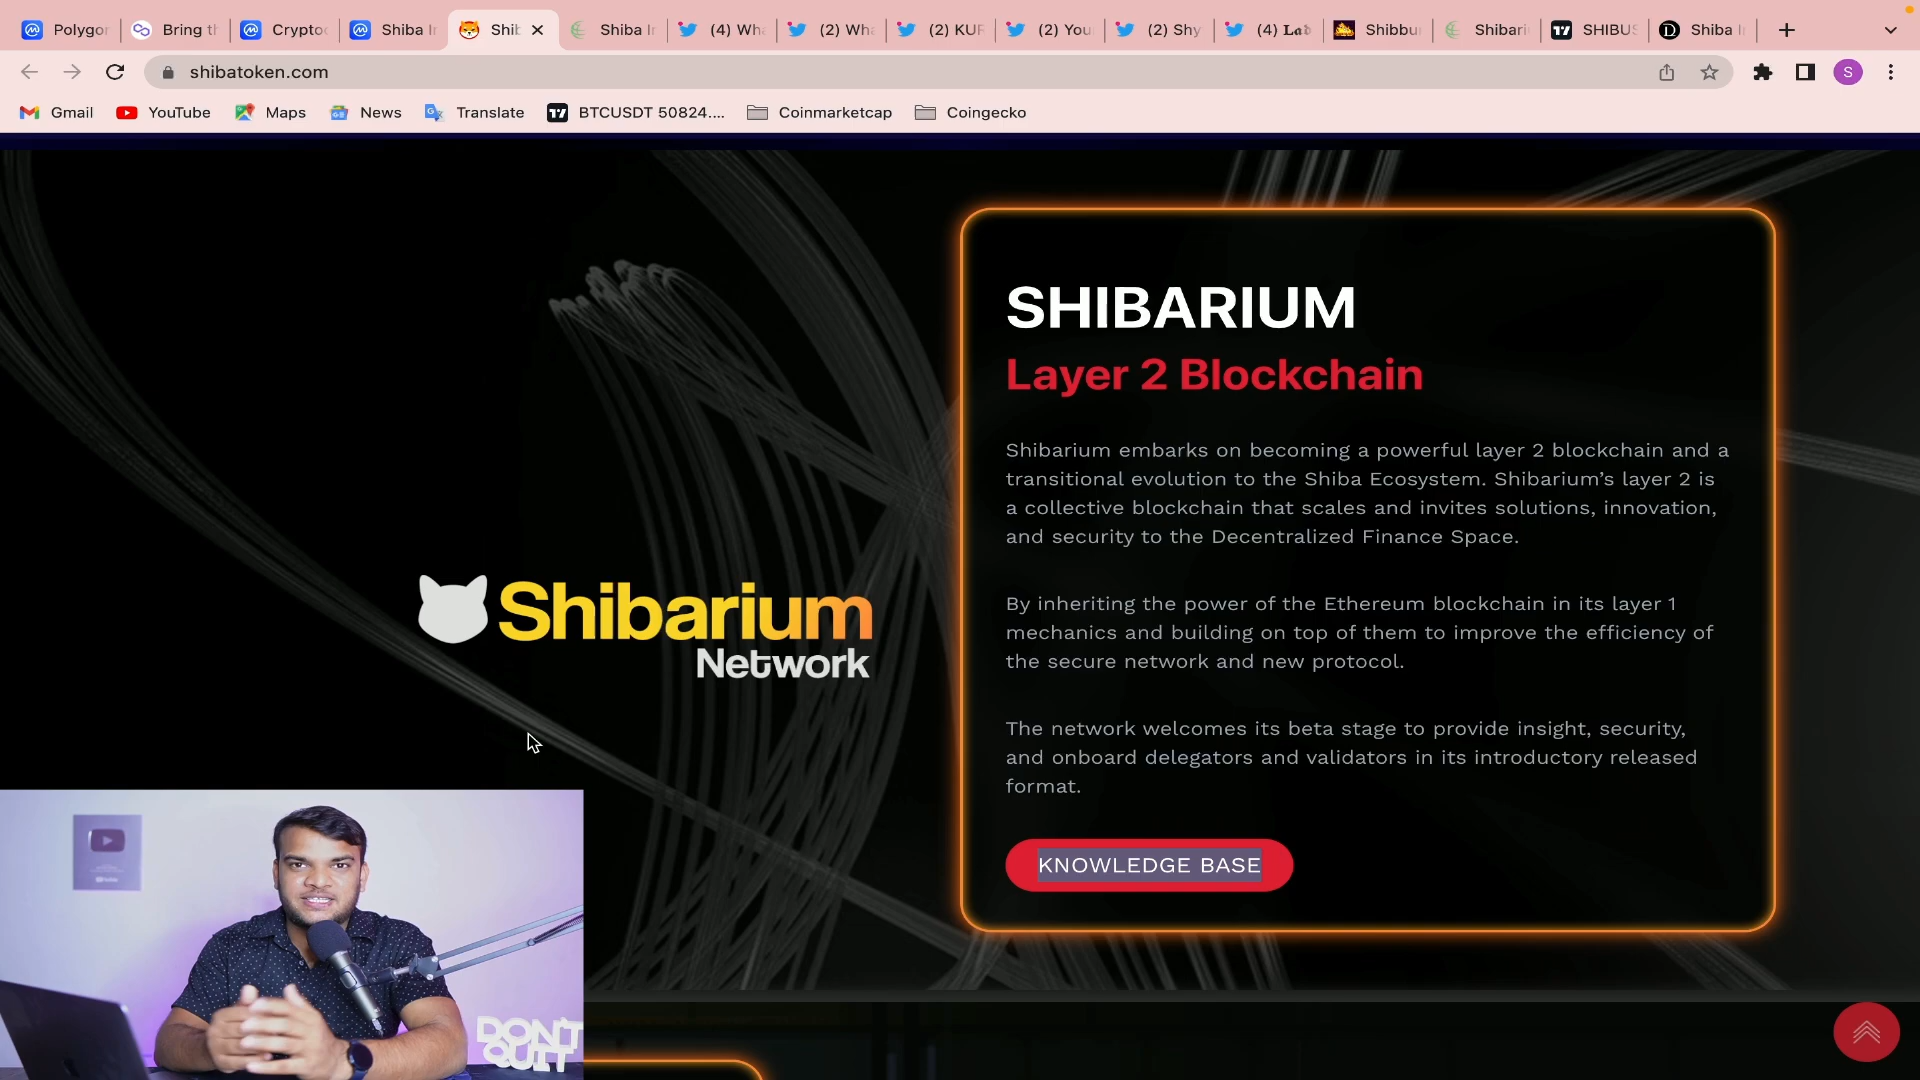 Polygon
Bring th
Crypto
Shiba In
Shib
Shiba In
(4) Wha
(2) Wha
(2) KUR
(2) You
(2) Shy
(4) 𝐋𝐚𝐛
Shibbur
Shibari
SHIBUS
Shiba I
shibatoken.com
S
Gmail
YouTube
Maps
News
Translate
BTCUSDT 50824....
Coinmarketcap
Coingecko
SHIBARIUM
Layer 2 Blockchain
Shibarium embarks on becoming a powerful layer 2 blockchain and a
transitional evolution to the Shiba Ecosystem. Shibarium’s layer 2 is
a collective blockchain that scales and invites solutions, innovation,
and security to the Decentralized Finance Space.
By inheriting the power of the Ethereum blockchain in its layer 1
mechanics and building on top of them to improve the efficiency of
the secure network and new protocol.
The network welcomes its beta stage to provide insight, security,
and onboard delegators and validators in its introductory released
format.
KNOWLEDGE BASE
Shibarium
Network
DON'T
QUIT